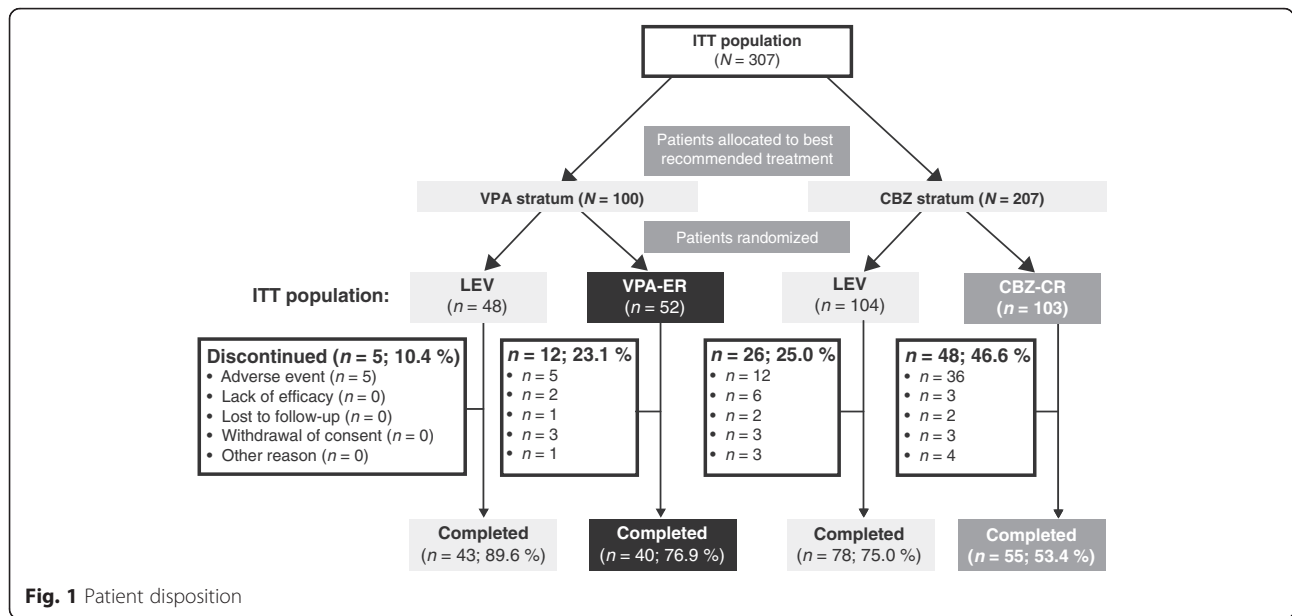 ITT population
(N = 307)
Patients allocated to best
recommended treatment
VPA stratum (N = 100)
CBZ stratum (N = 207)
Patients randomized
ITT population:
LEV
(n = 48)
VPA-ER
(n = 52)
LEV
(n = 104)
CBZ-CR
(n = 103)
Discontinued (n = 5; 10.4 %)
• Adverse event (n = 5)
• Lack of efficacy (n = 0)
• Lost to follow-up (n = 0)
• Withdrawal of consent (n = 0)
• Other reason (n = 0)
n = 12; 23.1 %
• n = 5
• n = 2
• n = 1
• n = 3
• n = 1
n = 26; 25.0 %
• n = 12
• n = 6
• n = 2
• n = 3
• n = 3
n = 48; 46.6 %
• n = 36
• n = 3
• n = 2
• n = 3
• n = 4
Completed
(n = 43; 89.6 %)
Completed
(n = 40; 76.9 %)
Completed
(n = 78; 75.0 %)
Completed
(n = 55; 53.4 %)
Fig. 1 Patient disposition